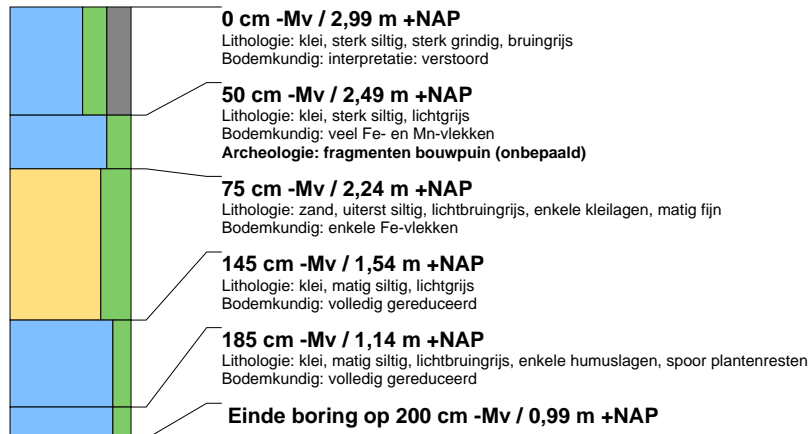 0 cm -Mv / 2,99 m +NAP
Lithologie: klei, sterk siltig, sterk grindig, bruingrijs
Bodemkundig: interpretatie: verstoord
50 cm -Mv / 2,49 m +NAP
Lithologie: klei, sterk siltig, lichtgrijs
Bodemkundig: veel Fe- en Mn-vlekken
Archeologie: fragmenten bouwpuin (onbepaald)
75 cm -Mv / 2,24 m +NAP
Lithologie: zand, uiterst siltig, lichtbruingrijs, enkele kleilagen, matig fijn
Bodemkundig: enkele Fe-vlekken
145 cm -Mv / 1,54 m +NAP
Lithologie: klei, matig siltig, lichtgrijs
Bodemkundig: volledig gereduceerd
185 cm -Mv / 1,14 m +NAP
Lithologie: klei, matig siltig, lichtbruingrijs, enkele humuslagen, spoor plantenresten
Bodemkundig: volledig gereduceerd
Einde boring op 200 cm -Mv / 0,99 m +NAP